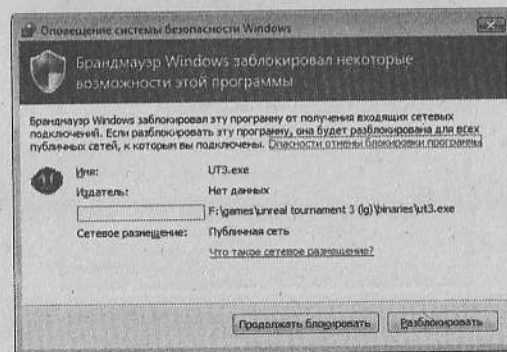 Оповещение системы безопасности Windows
Брандмауэр Windows заблокировал некоторые
возможности этой программы
Брандмауэр Windows заблокировал эту программу от получения входящих сетевых
подключений. Если разблокировать эту программу, она будет разблокирована для всех
публичных сетей, к которым вы подключены. Опасности отмены блокировки программы
Имя: UT3.exe
Издатель: Нет данных
F:\games\unreal tournament 3 (lg)\binaries\ut3.exe
Сетевое размещение: Публичная сеть
Что такое сетевое размещение?
Продолжать блокировать Разблокировать